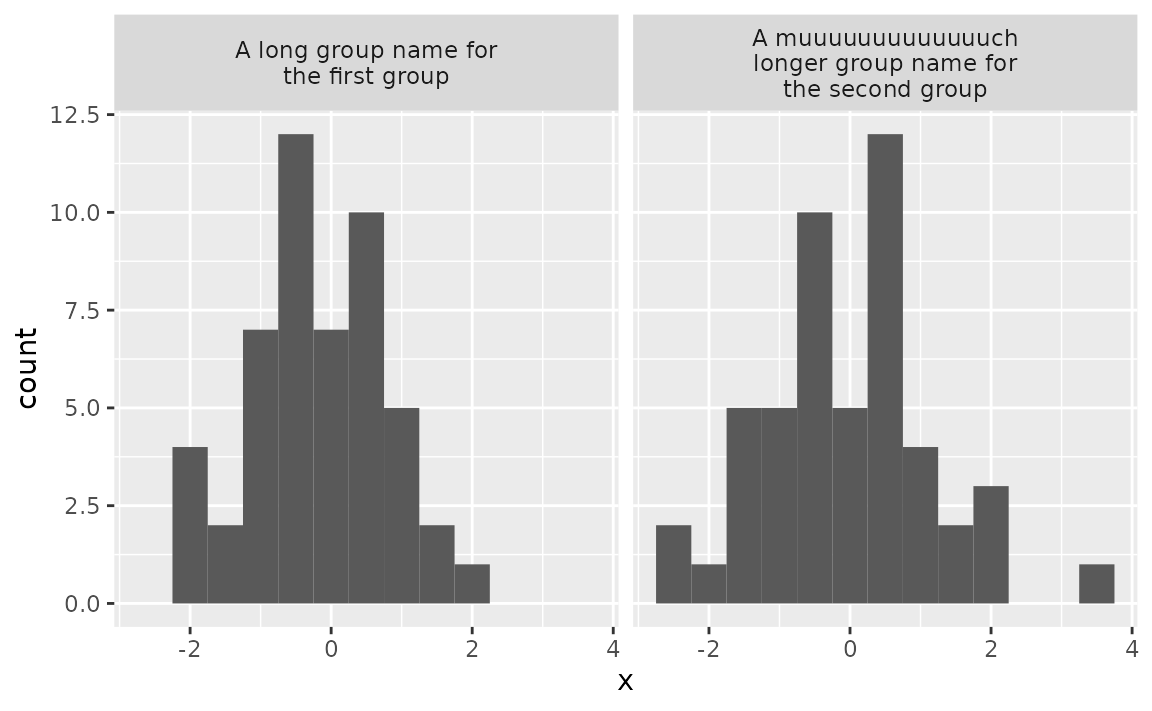 A long group name for
the first group
A muuuuuuuuuuuuuch
longer group name for
the second group
12.5
10.0
7.5
5.0
2.5
0.0
count
-2 0 2 4
-2 0 2 4
x